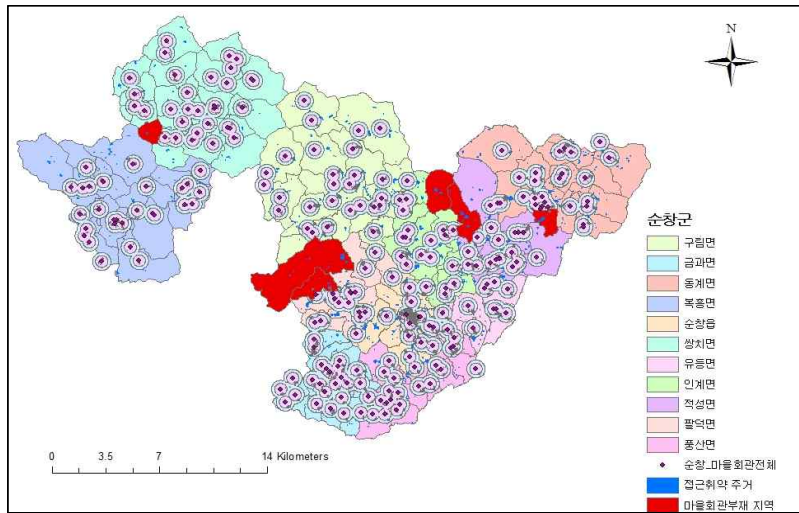 N
순창군
구림면
금과면
동계면
복흥면
순창읍
쌍치면
유등면
인계면
적성면
팔덕면
풍산면
순창_마을회관전체
접근취약 주거
마을회관부재 지역
0 3.5 7 14 Kilometers